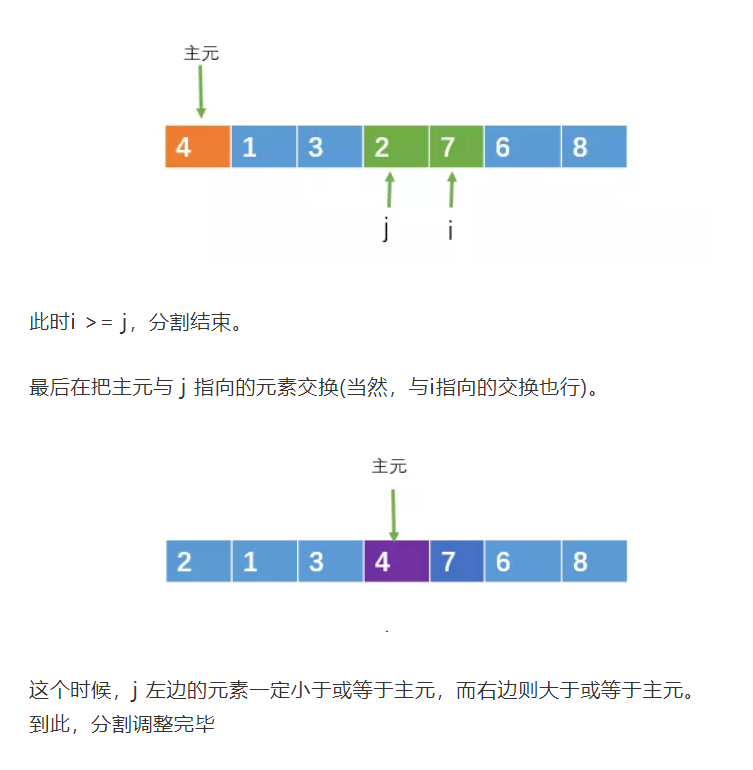 主元
4 1 3 2 7 6 8
j i
此时i >= j，分割结束。
最后在把主元与 j 指向的元素交换(当然，与i指向的交换也行)。
主元
2 1 3 4 7 6 8
这个时候，j 左边的元素一定小于或等于主元，而右边则大于或等于主元。
到此，分割调整完毕